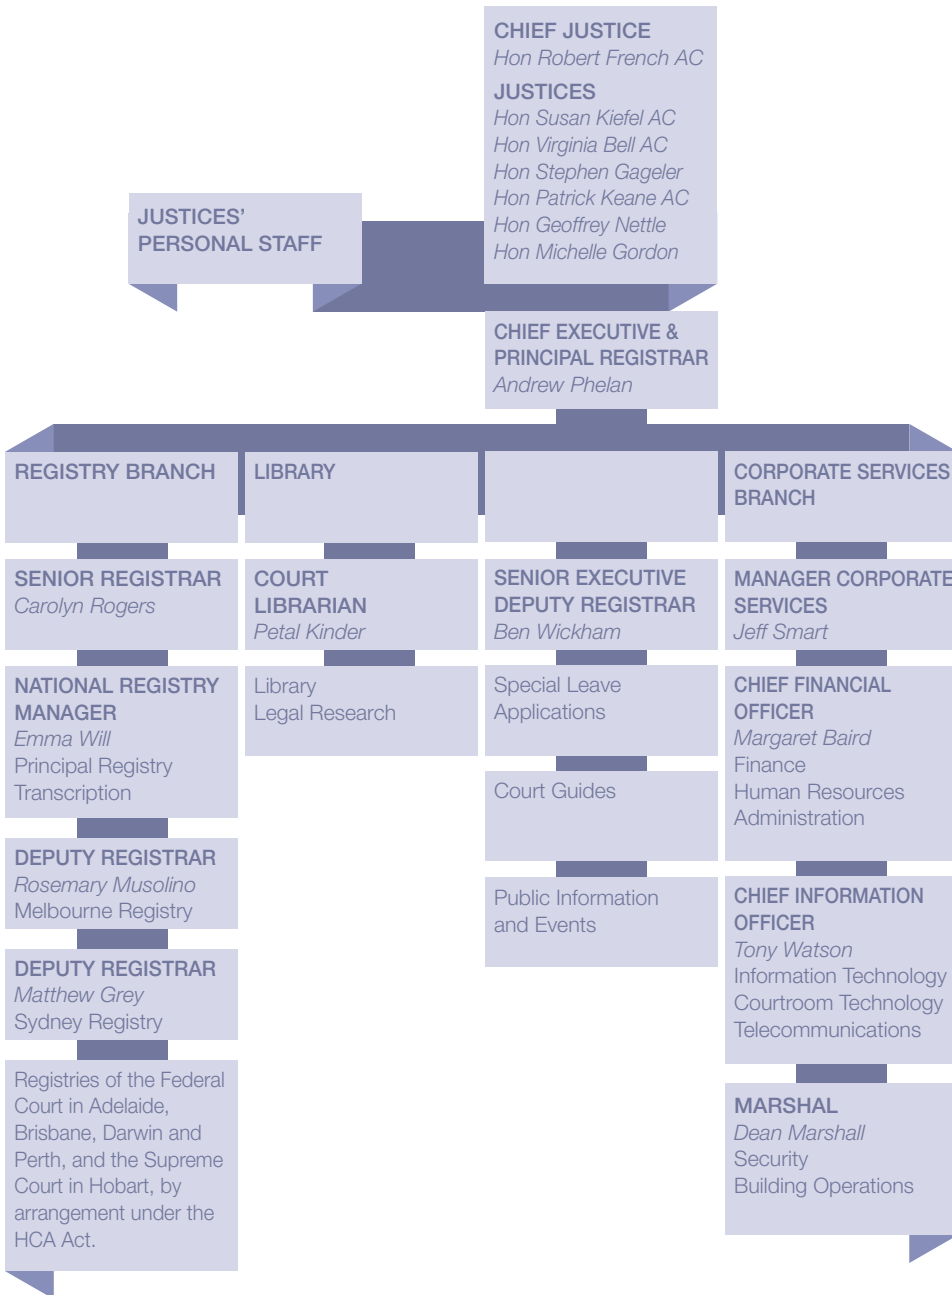 CHIEF JUSTICE
Hon Robert French AC
JUSTICES
Hon Susan Kiefel AC
Hon Virginia Bell AC
Hon Stephen Gageler
Hon Patrick Keane AC
Hon Geoffrey Nettle
Hon Michelle Gordon
JUSTICES’
PERSONAL STAFF
CHIEF EXECUTIVE &
PRINCIPAL REGISTRAR
Andrew Phelan
REGISTRY BRANCH
SENIOR REGISTRAR
Carolyn Rogers
NATIONAL REGISTRY
MANAGER
Emma Will
Principal Registry
Transcription
DEPUTY REGISTRAR
Rosemary Musolino
Melbourne Registry
DEPUTY REGISTRAR
Matthew Grey
Sydney Registry
Registries of the Federal
Court in Adelaide,
Brisbane, Darwin and
Perth, and the Supreme
Court in Hobart, by
arrangement under the
HCA Act.
LIBRARY
COURT
LIBRARIAN
Petal Kinder
Library
Legal Research
SENIOR EXECUTIVE
DEPUTY REGISTRAR
Ben Wickham
Special Leave
Applications
Court Guides
Public Information
and Events
CORPORATE SERVICES
BRANCH
MANAGER CORPORATE
SERVICES
Jeff Smart
CHIEF FINANCIAL
OFFICER
Margaret Baird
Finance
Human Resources
Administration
CHIEF INFORMATION
OFFICER
Tony Watson
Information Technology
Courtroom Technology
Telecommunications
MARSHAL
Dean Marshall
Security
Building Operations